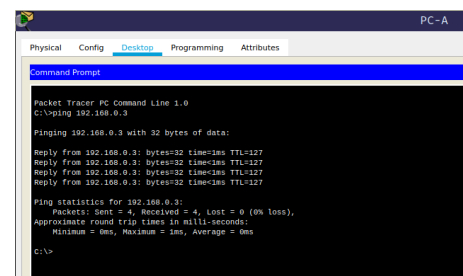 PC-A
Physical Config Desktop Programming Attributes
Command Prompt
Packet Tracer PC Command Line 1.0
C:\>ping 192.168.0.3
Pinging 192.168.0.3 with 32 bytes of data:
Reply from 192.168.0.3: bytes=32 time=1ms TTL=127
Reply from 192.168.0.3: bytes=32 time<1ms TTL=127
Reply from 192.168.0.3: bytes=32 time<1ms TTL=127
Reply from 192.168.0.3: bytes=32 time<1ms TTL=127
Ping statistics for 192.168.0.3:
Packets: Sent = 4, Received = 4, Lost = 0 (0% loss),
Approximate round trip times in milli-seconds:
Minimum = 0ms, Maximum = 1ms, Average = 0ms
C:\>